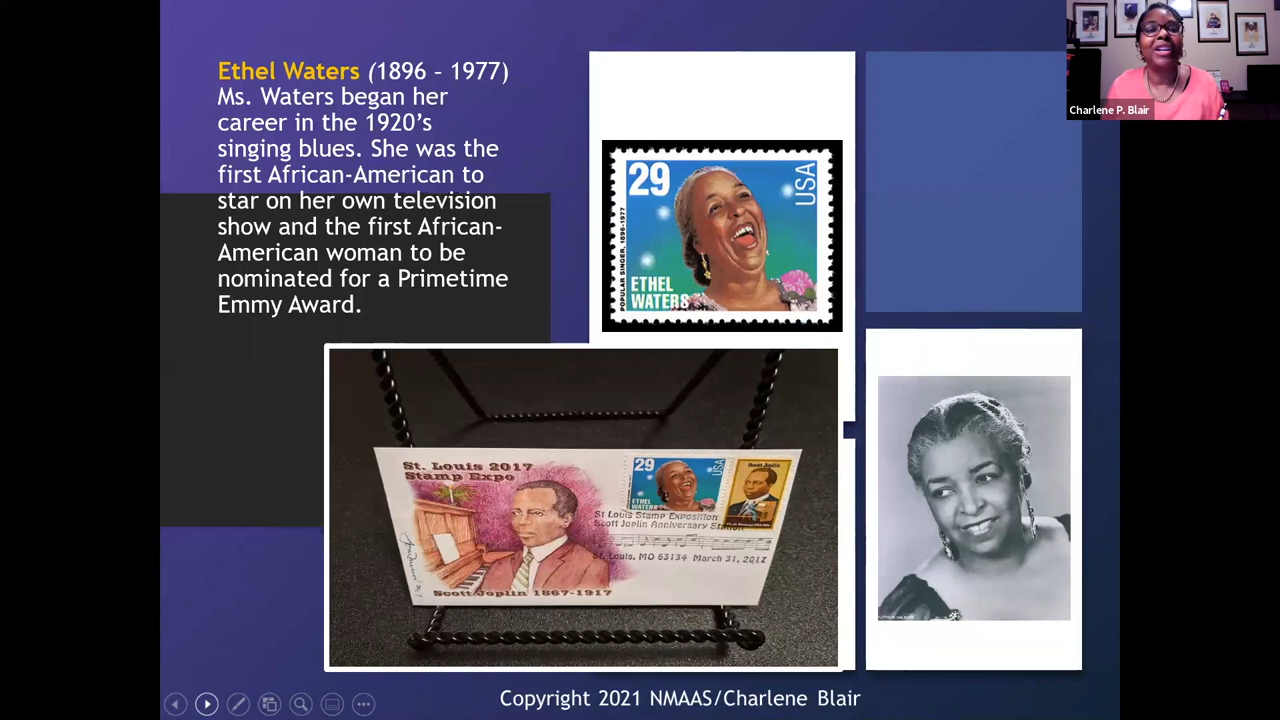 Ethel Waters (1896 – 1977)
Ms. Waters began her
career in the 1920’s
singing blues. She was the
first African-American to
star on her own television
show and the first African-
American woman to be
nominated for a Primetime
Emmy Award.
29
USA
POPULAR SINGER, 1896-1977
ETHEL
WATERS
Charlene P. Blair
St. Louis 2017
Stamp Expo
29
USA
ETHEL
WATERS
Scott Joplin
St Louis Stamp Exposition
Scott Joplin Anniversary Station
St. Louis, MO 63134 March 31, 2017
Scott Joplin 1867-1917
Copyright 2021 NMAAS/Charlene Blair